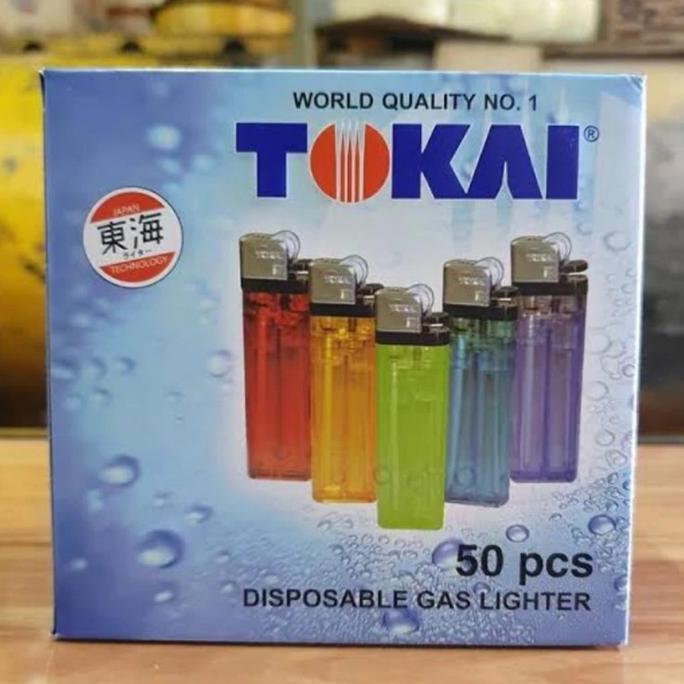 WORLD QUALITY NO. 1
TOKAI®
JAPAN
東海
ライター
TECHNOLOGY
50 pcs
DISPOSABLE GAS LIGHTER